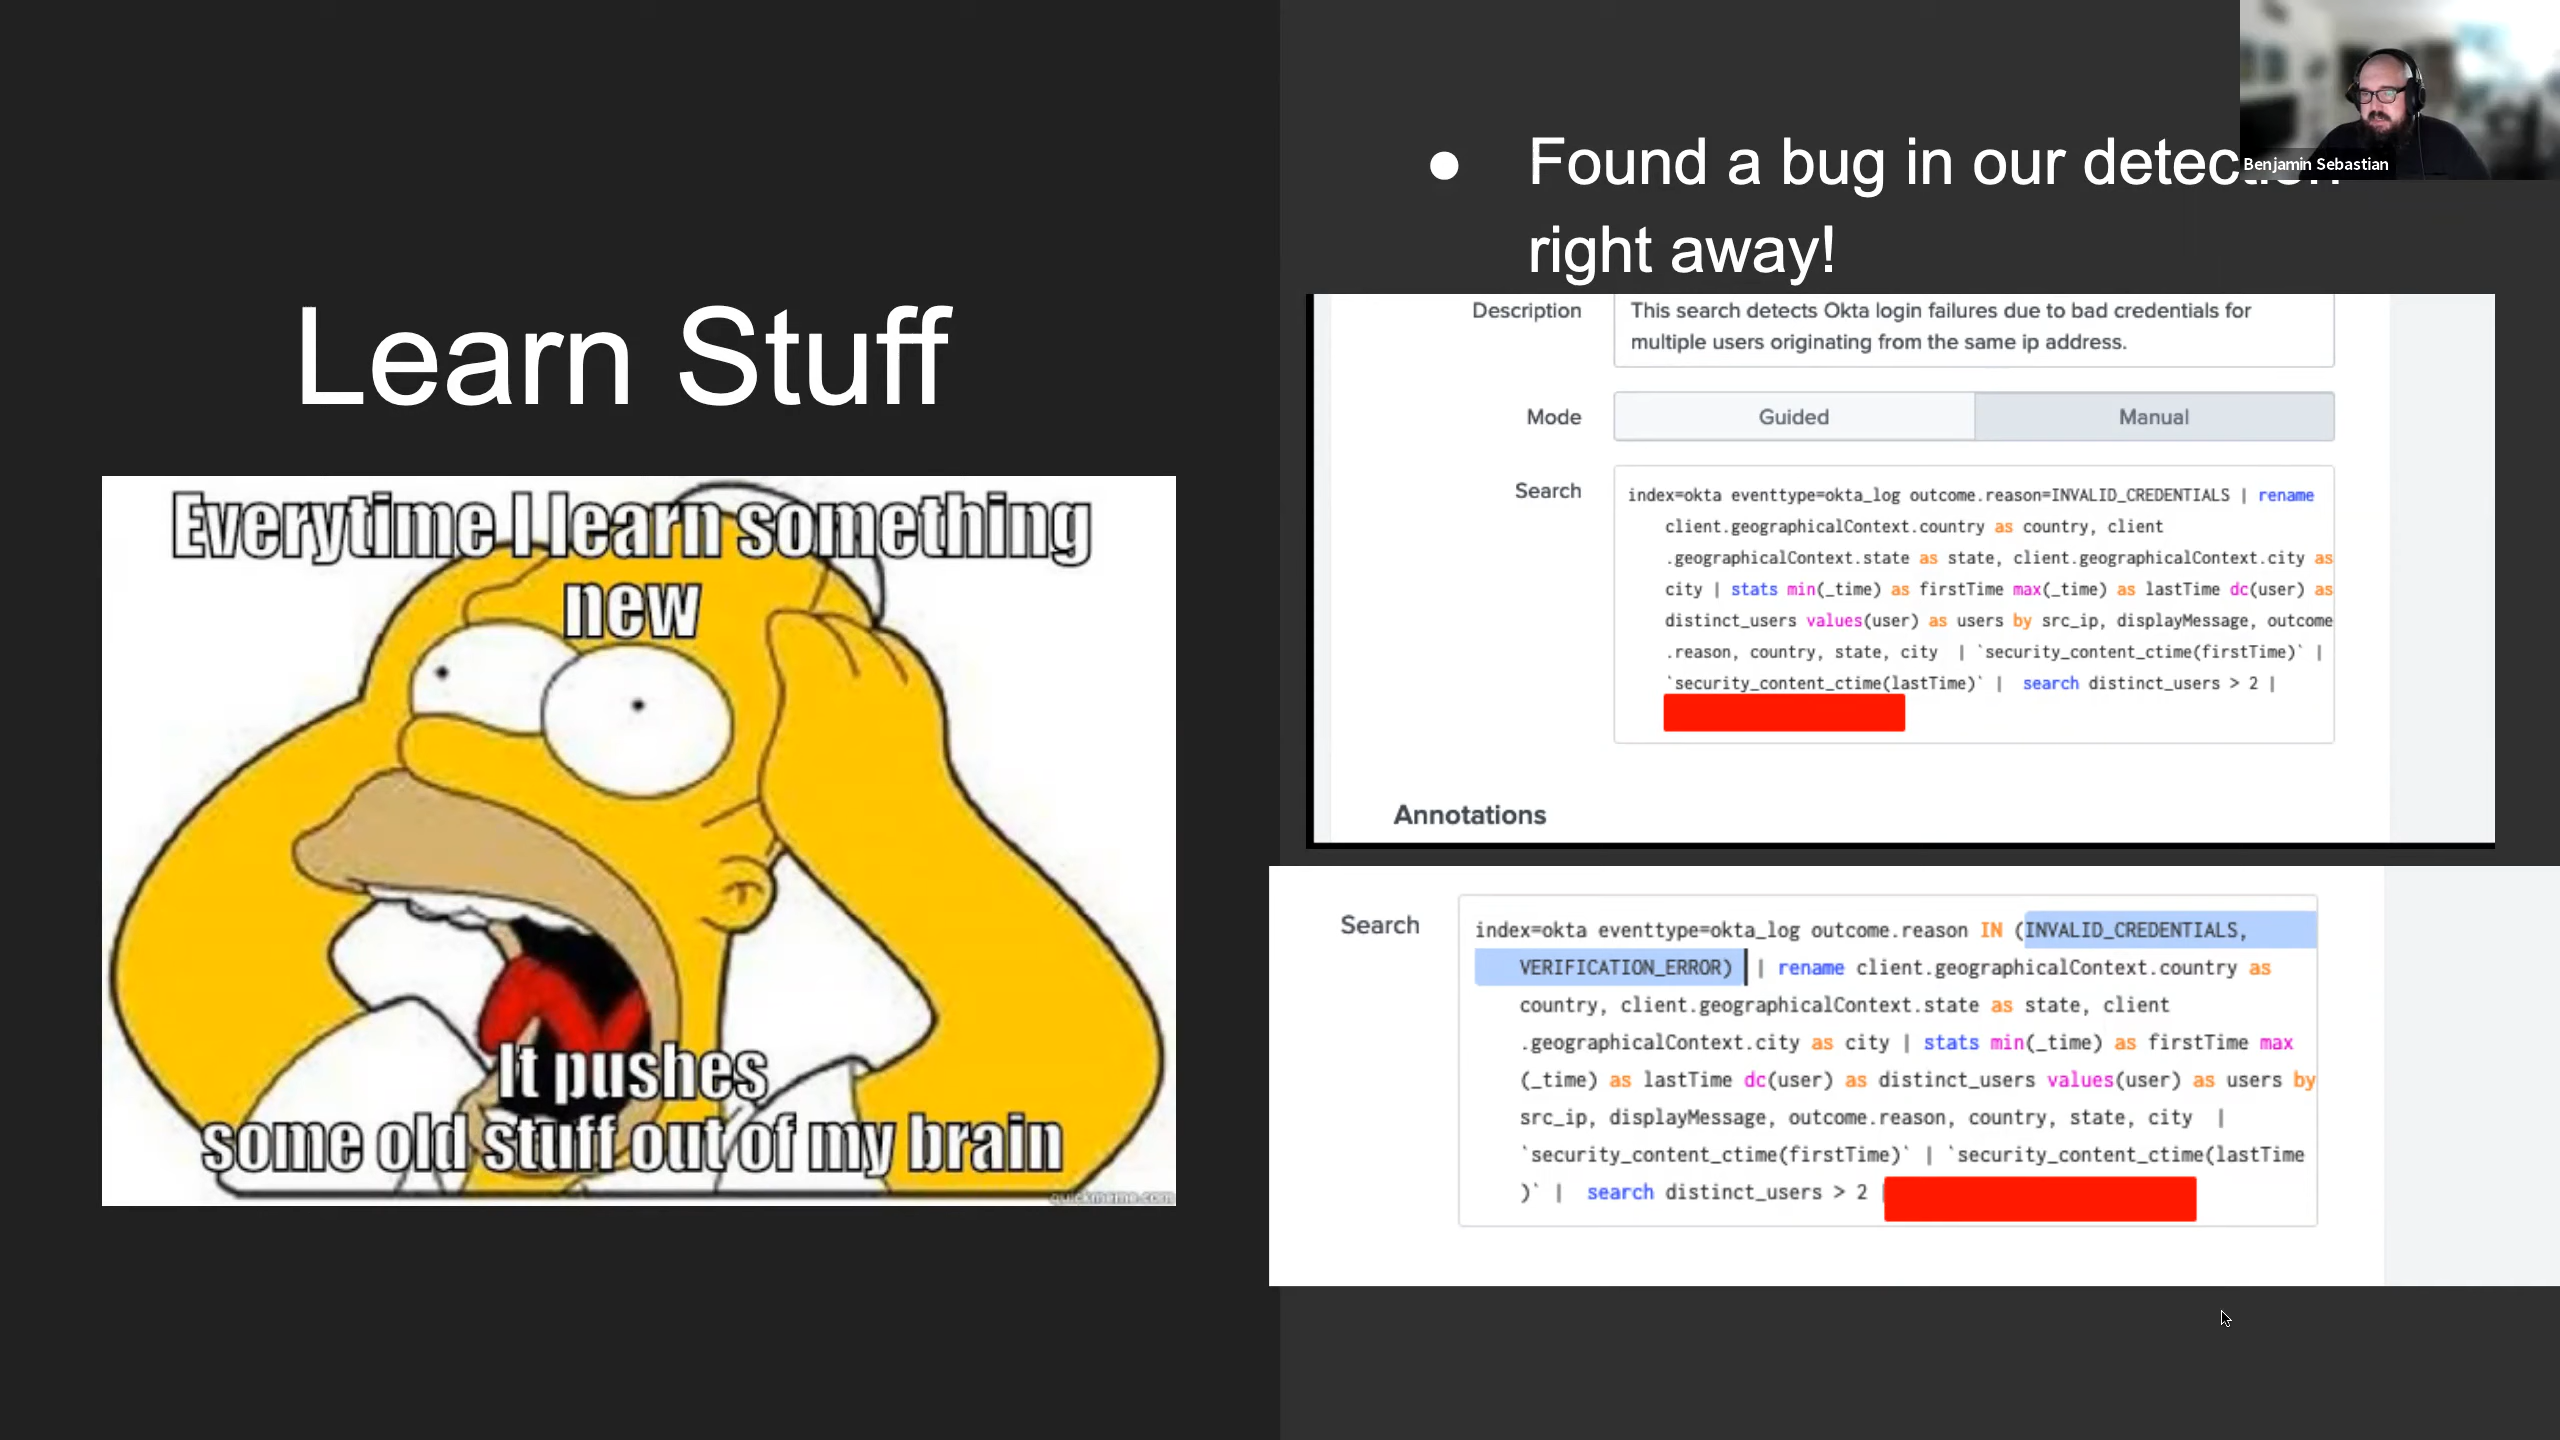 Learn Stuff
Everytime I learn something
new
It pushes
some old stuff out of my brain
quickmeme.com
● Found a bug in our detection
right away!
Benjamin Sebastian
Description
This search detects Okta login failures due to bad credentials for
multiple users originating from the same ip address.
Mode
Guided
Manual
Search
index=okta eventtype=okta_log outcome.reason=INVALID_CREDENTIALS | rename
client.geographicalContext.country as country, client
.geographicalContext.state as state, client.geographicalContext.city as
city | stats min(_time) as firstTime max(_time) as lastTime dc(user) as
distinct_users values(user) as users by src_ip, displayMessage, outcome
.reason, country, state, city | `security_content_ctime(firstTime)` |
`security_content_ctime(lastTime)` | search distinct_users > 2 |
Annotations
Search
index=okta eventtype=okta_log outcome.reason IN (INVALID_CREDENTIALS,
VERIFICATION_ERROR) | rename client.geographicalContext.country as
country, client.geographicalContext.state as state, client
.geographicalContext.city as city | stats min(_time) as firstTime max
(_time) as lastTime dc(user) as distinct_users values(user) as users by
src_ip, displayMessage, outcome.reason, country, state, city |
`security_content_ctime(firstTime)` | `security_content_ctime(lastTime
)` | search distinct_users > 2 |